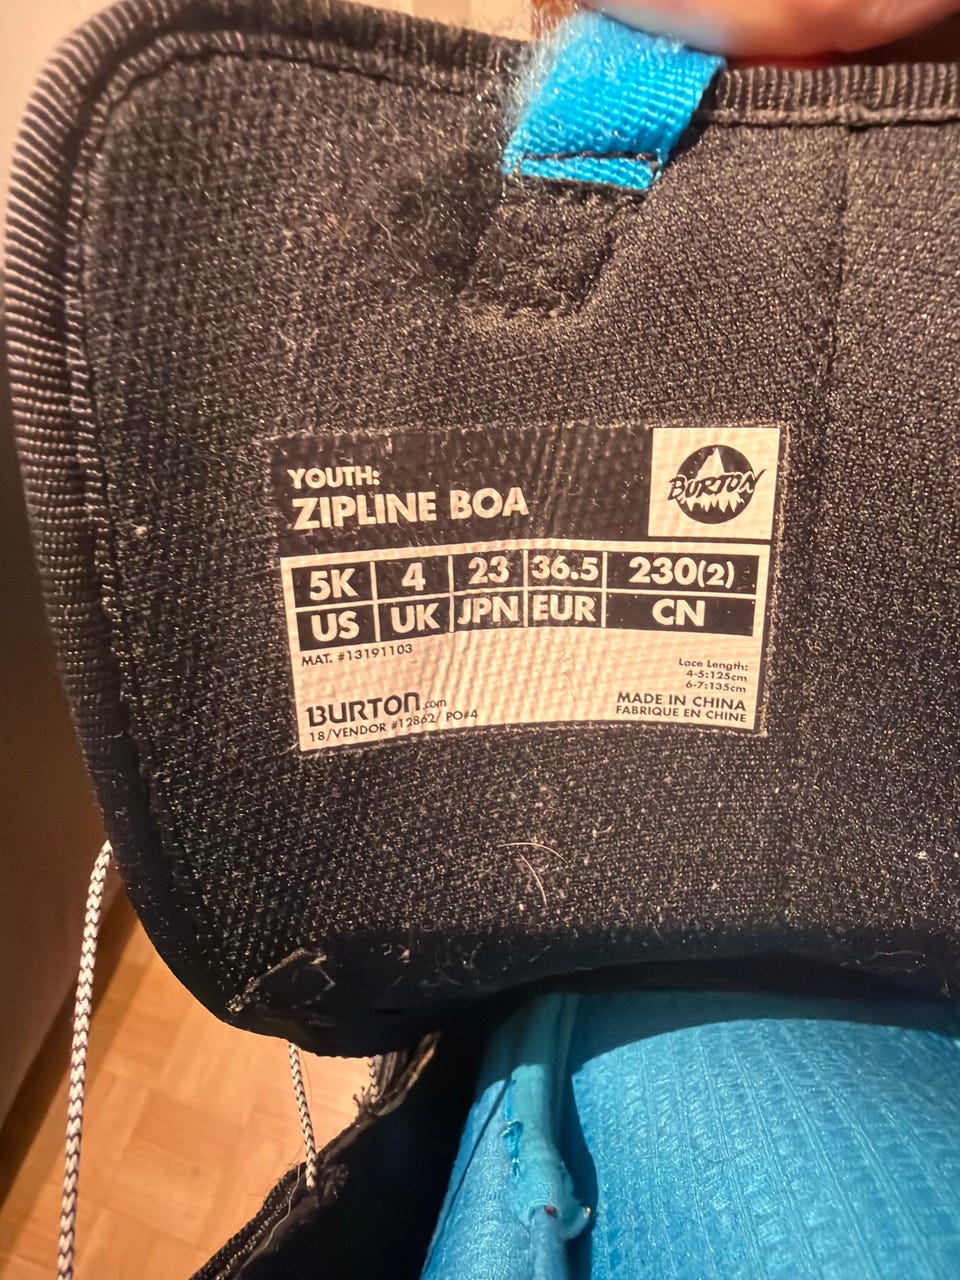 YOUTH:
ZIPLINE BOA
BURTON
5K 4 23 36.5 230(2)
US UK JPN EUR CN
MAT. #13191103
Lace Length:
4-5:125cm
6-7:135cm
BURTON.com
18/VENDOR #12862/ PO#4
MADE IN CHINA
FABRIQUE EN CHINE